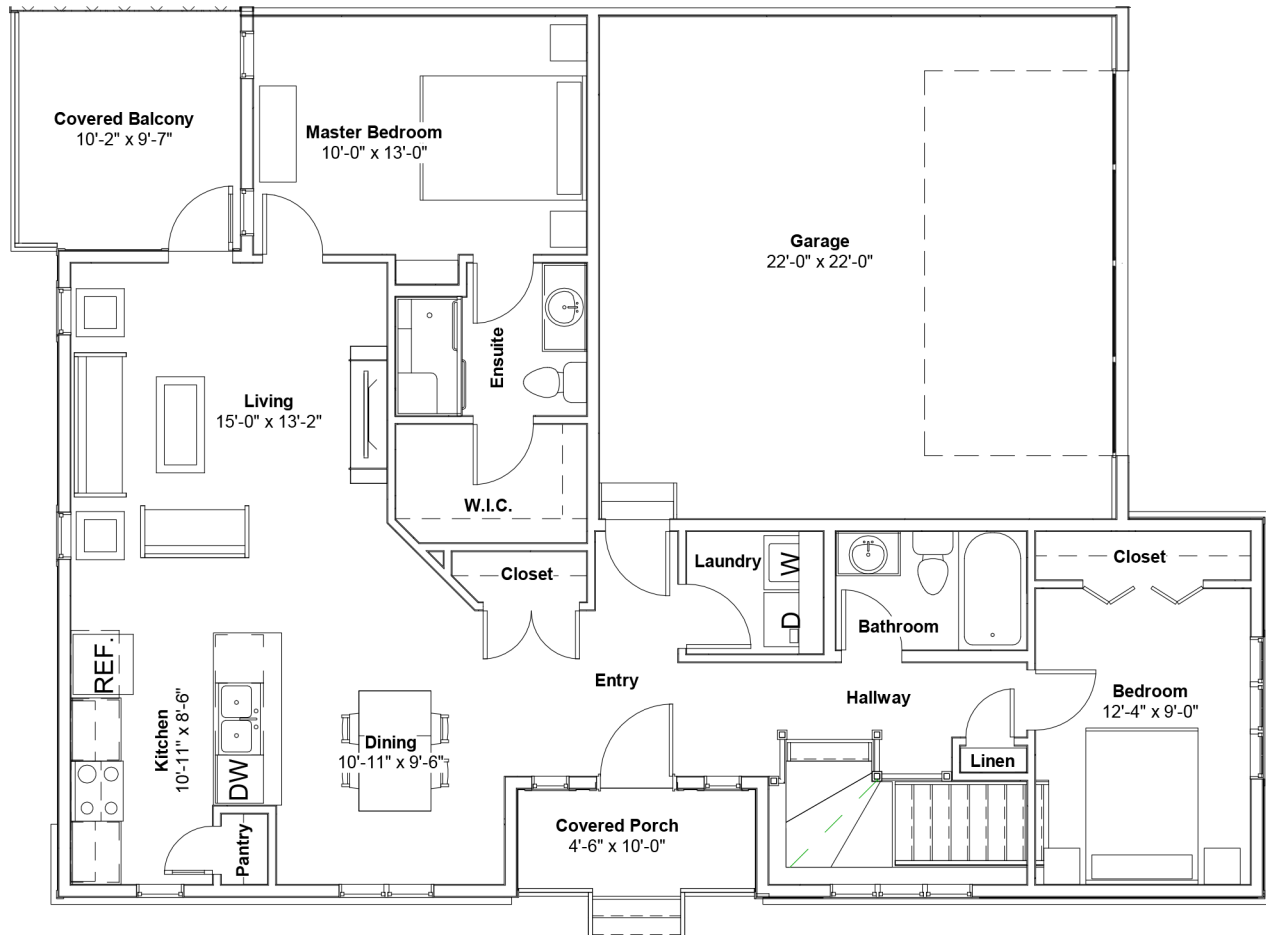 Covered Balcony
10'-2" x 9'-7"
Master Bedroom
10'-0" x 13'-0"
Garage
22'-0" x 22'-0"
Ensuite
Living
15'-0" x 13'-2"
W.I.C.
Closet
Laundry
W
D
Bathroom
Closet
REF.
Entry
Hallway
Bedroom
12'-4" x 9'-0"
Kitchen
10'-11" x 8'-6"
Dining
10'-11" x 9'-6"
DW
Linen
Pantry
Covered Porch
4'-6" x 10'-0"